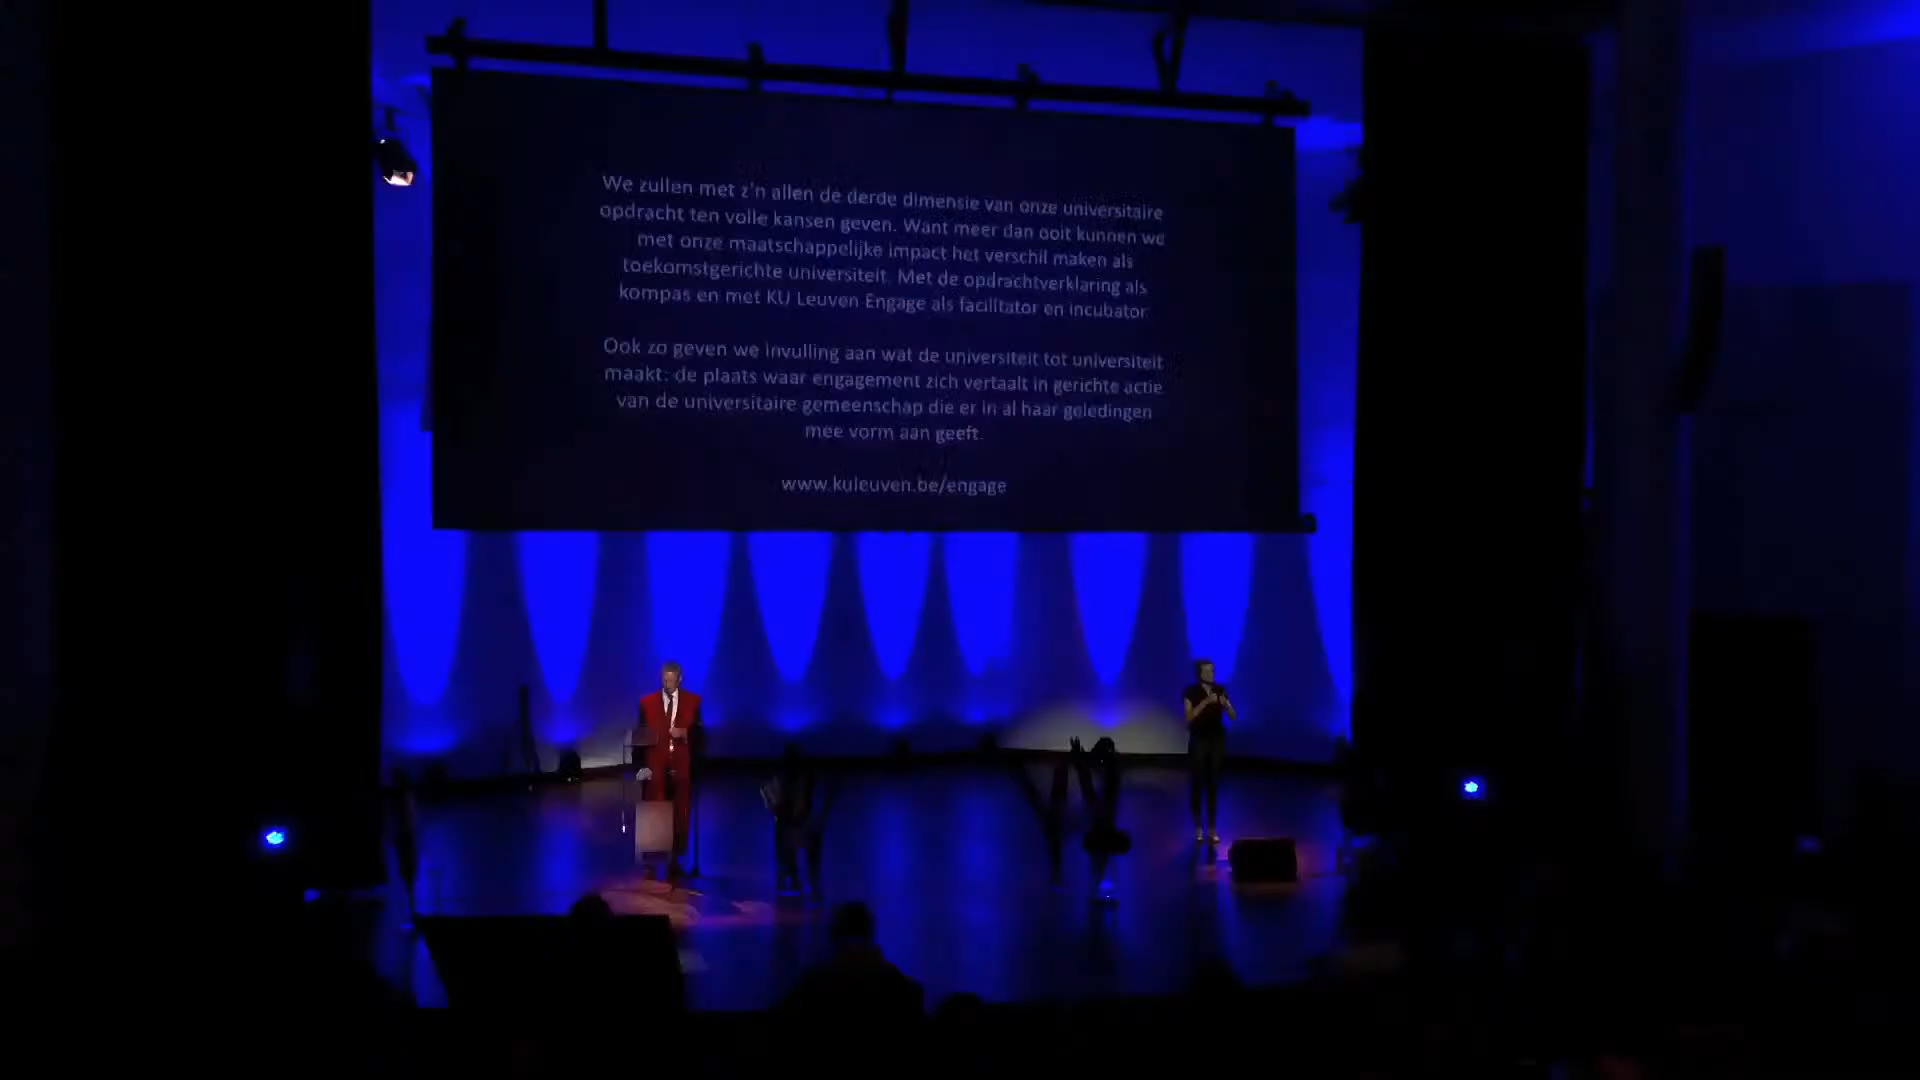 We zullen met z'n allen de derde dimensie van onze universitaire
opdracht ten volle kansen geven. Want meer dan ooit kunnen we
met onze maatschappelijke impact het verschil maken als
toekomstgerichte universiteit. Met de opdrachtverklaring als
kompas en met KU Leuven Engage als facilitator en incubator.
Ook zo geven we invulling aan wat de universiteit tot universiteit
maakt: de plaats waar engagement zich vertaalt in gerichte actie
van de universitaire gemeenschap die er in al haar geledingen
mee vorm aan geeft.
www.kuleuven.be/engage